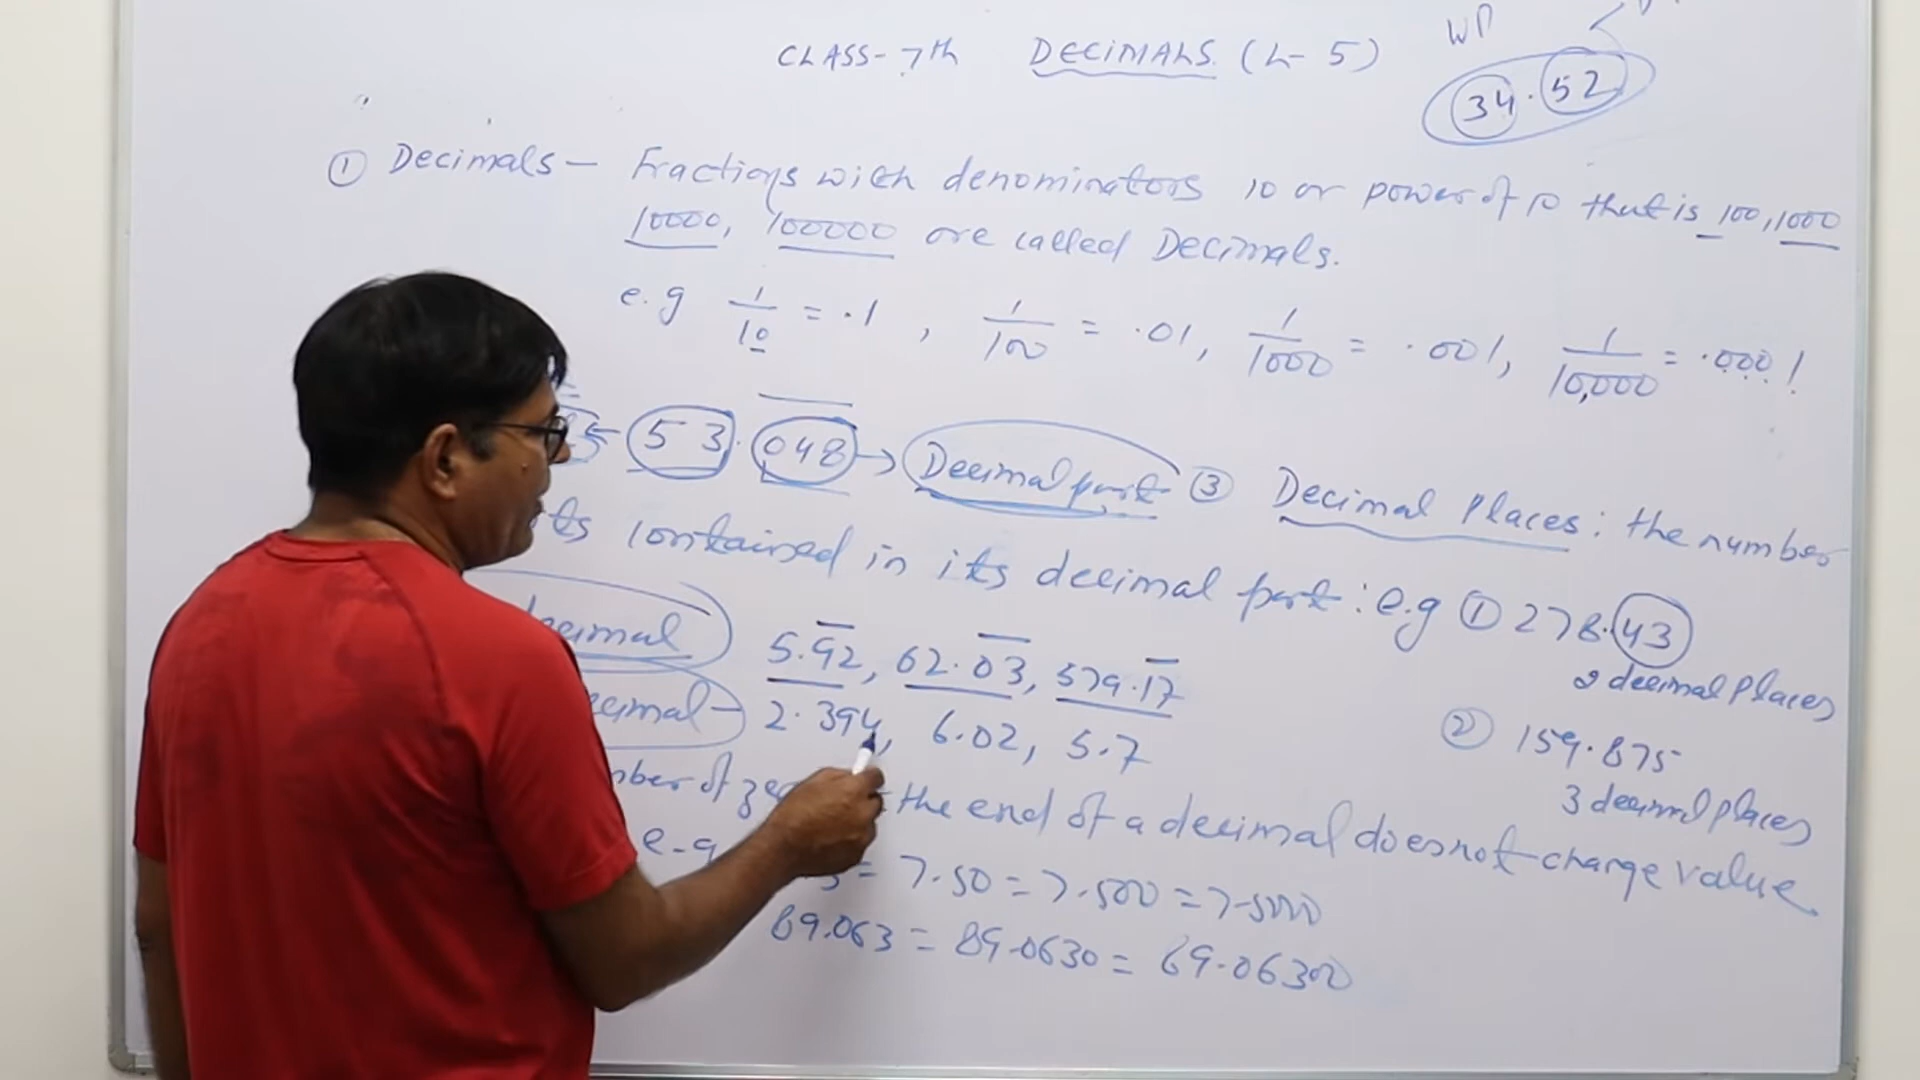 CLASS-7th DECIMALS. (L-5)
WP
34.52
① Decimals — Fractions with denominators 10 or power of 10 that is 100, 1000
10000, 100000 are called Decimals.
e.g 1/10 = .1 , 1/100 = .01, 1/1000 = .001, 1/10,000 = .0001
53.048 → Decimal part ③ Decimal Places: the number
contained in its decimal part: e.g ① 278.43
2 decimal places
5.92, 62.03, 579.17
2.394, 6.02, 5.7
② 159.875
3 decimal places
of the end of a decimal does not change value.
e-g = 7.50 = 7.500 = 7.5000
89.063 = 89.0630 = 89.06300